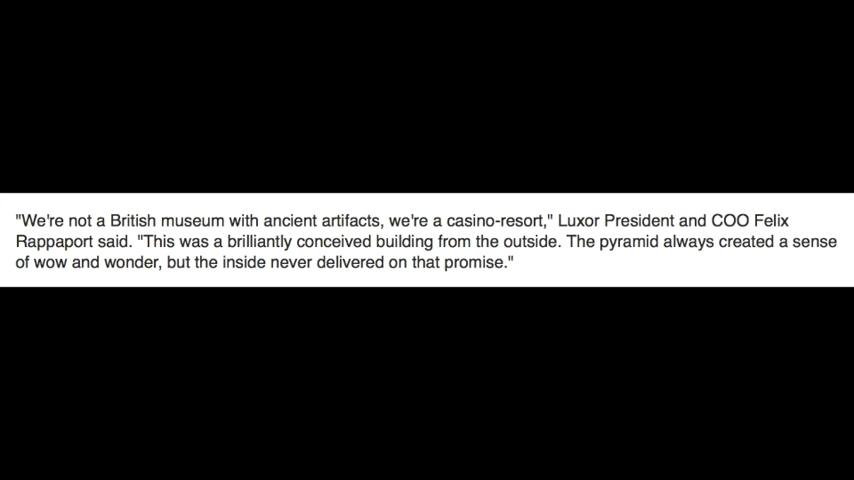 "We're not a British museum with ancient artifacts, we're a casino-resort," Luxor President and COO Felix
Rappaport said. "This was a brilliantly conceived building from the outside. The pyramid always created a sense
of wow and wonder, but the inside never delivered on that promise."